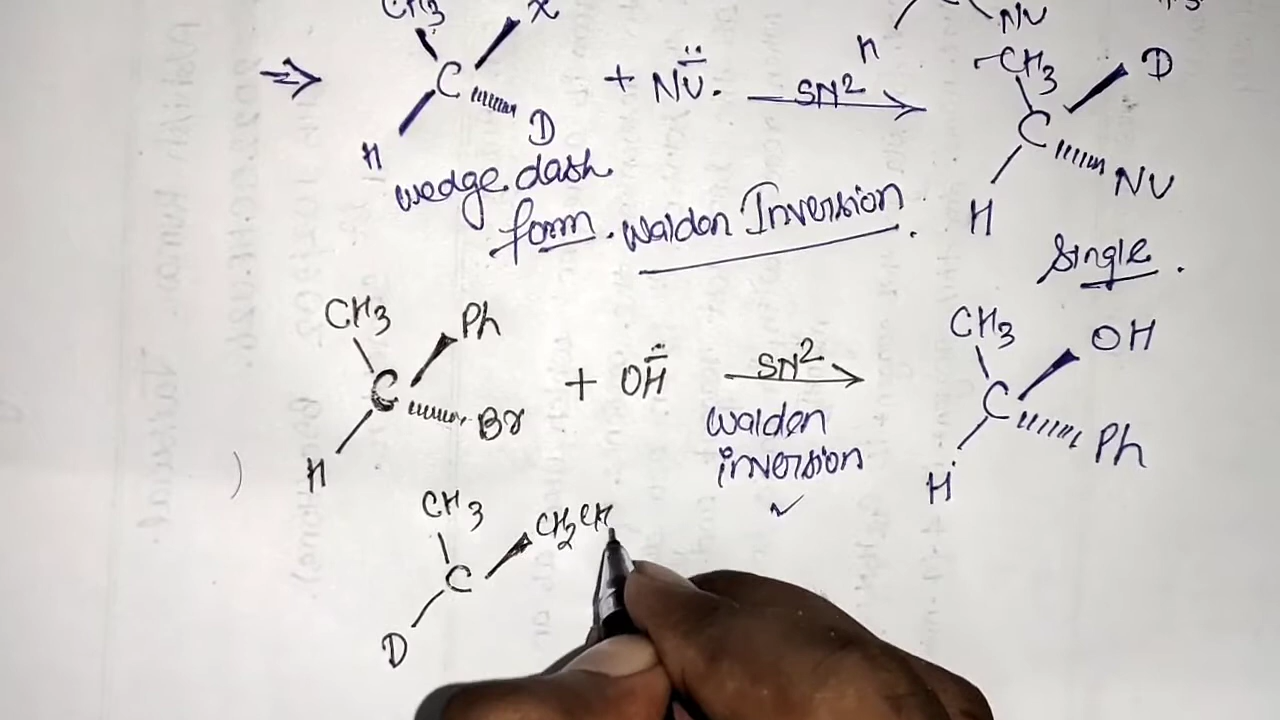 CH3 X
⇒ C + Nü. SN2
H D
wedge dash
form. Walden Inversion.
H Nu
CH3 D
C
H Nu
Single.
CH3 Ph
C + OH̄ SN2
H Br
Walden
inversion
✓
CH3 OH
C
H Ph
)
CH3 CH2CH
C
D